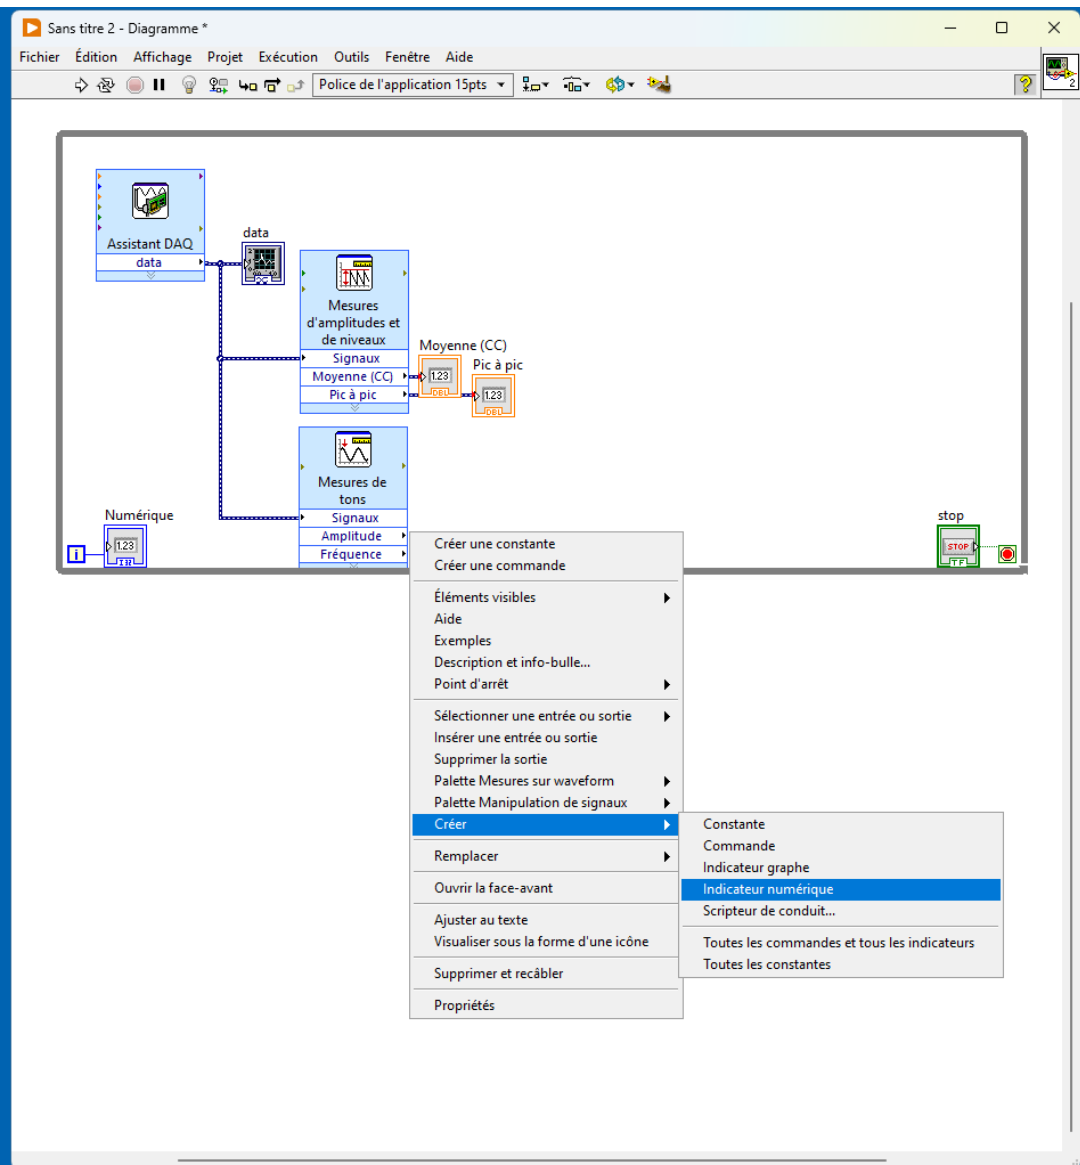 Sans titre 2 - Diagramme *
Fichier Édition Affichage Projet Exécution Outils Fenêtre Aide
Police de l'application 15pts
2
Assistant DAQ
data
data
Mesures
d'amplitudes et
de niveaux
Signaux
Moyenne (CC)
Pic à pic
Moyenne (CC)
1.23
DBL
Pic à pic
1.23
DBL
Mesures de
tons
Signaux
Amplitude
Fréquence
Numérique
i
1.23
I32
stop
STOP
TF
Créer une constante
Créer une commande
Éléments visibles
Aide
Exemples
Description et info-bulle...
Point d'arrêt
Sélectionner une entrée ou sortie
Insérer une entrée ou sortie
Supprimer la sortie
Palette Mesures sur waveform
Palette Manipulation de signaux
Créer
Remplacer
Ouvrir la face-avant
Ajuster au texte
Visualiser sous la forme d'une icône
Supprimer et recâbler
Propriétés
Constante
Commande
Indicateur graphe
Indicateur numérique
Scripteur de conduit...
Toutes les commandes et tous les indicateurs
Toutes les constantes